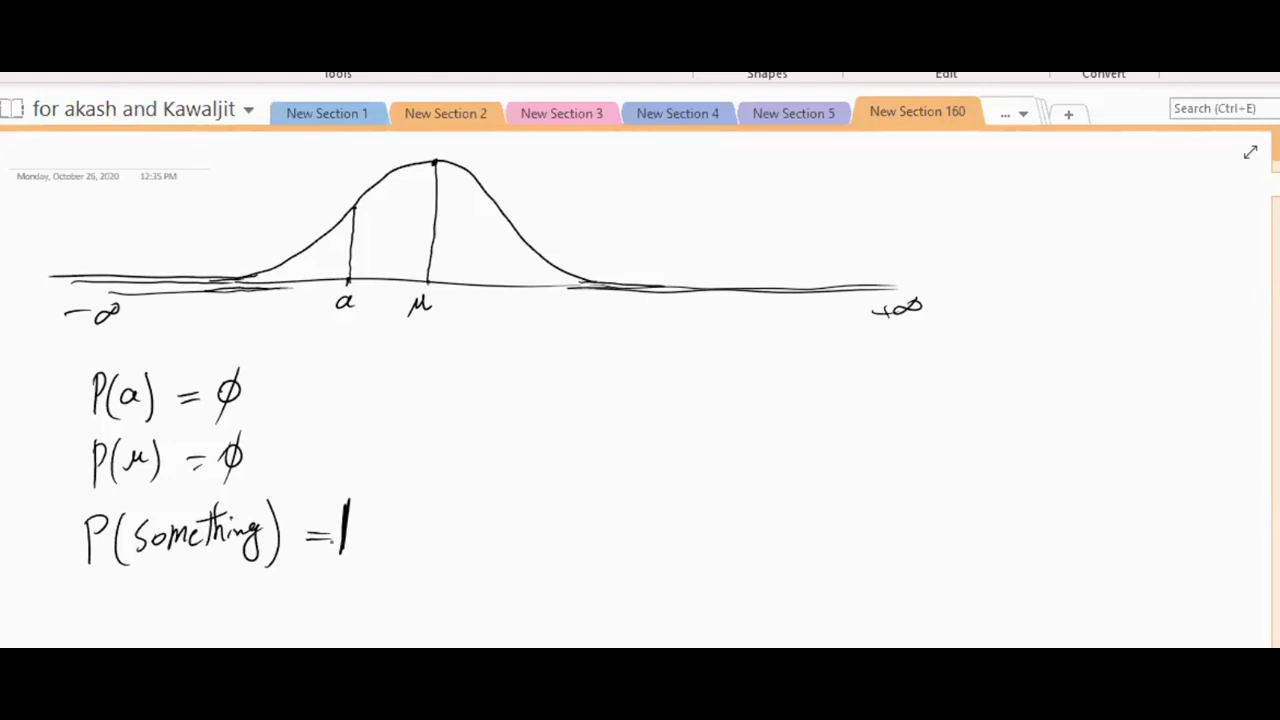 Tools Shapes Edit Convert
for akash and Kawaljit
New Section 1 New Section 2 New Section 3 New Section 4 New Section 5 New Section 160 ... Search (Ctrl+E)
Monday, October 26, 2020 12:35 PM
a μ
-∞ +∞
P(a) = ϕ
P(μ) = ϕ
P(something) = 1